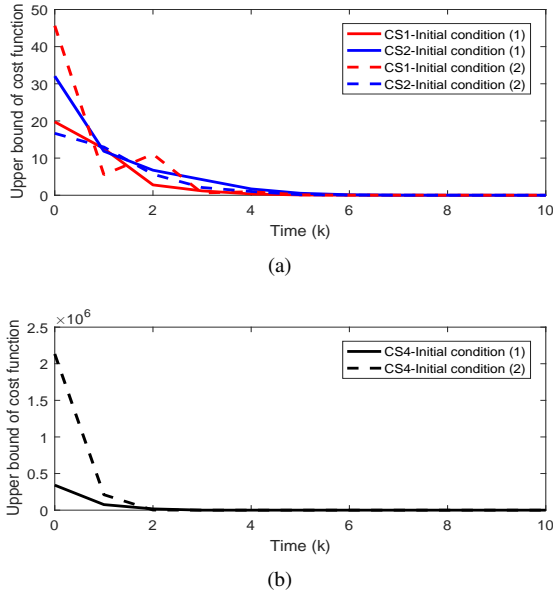 50
40
30
20
10
0
Upper bound of cost function
CS1-Initial condition (1)
CS2-Initial condition (1)
CS1-Initial condition (2)
CS2-Initial condition (2)
0 2 4 6 8 10
Time (k)
(a)
×10^6
2.5
2
1.5
1
0.5
0
Upper bound of cost function
CS4-Initial condition (1)
CS4-Initial condition (2)
0 2 4 6 8 10
Time (k)
(b)